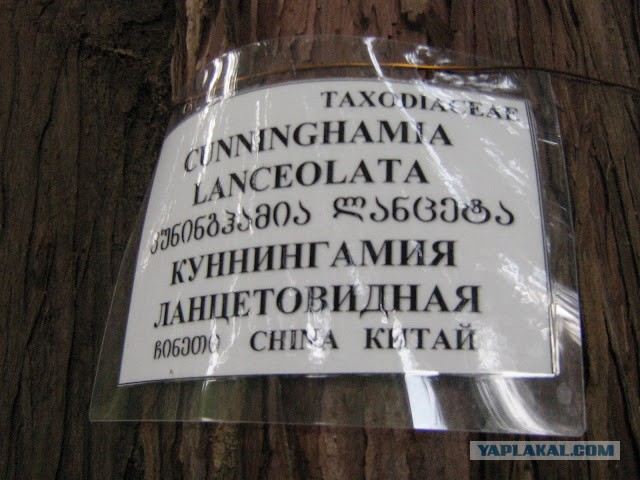 TAXODIACEAE
CUNNINGHAMIA
LANCEOLATA
კუნინგჰამია ლანცეტა
КУННИНГАМИЯ
ЛАНЦЕТОВИДНАЯ
ჩინეთი CHINA КИТАЙ
YAPLAKAL.COM